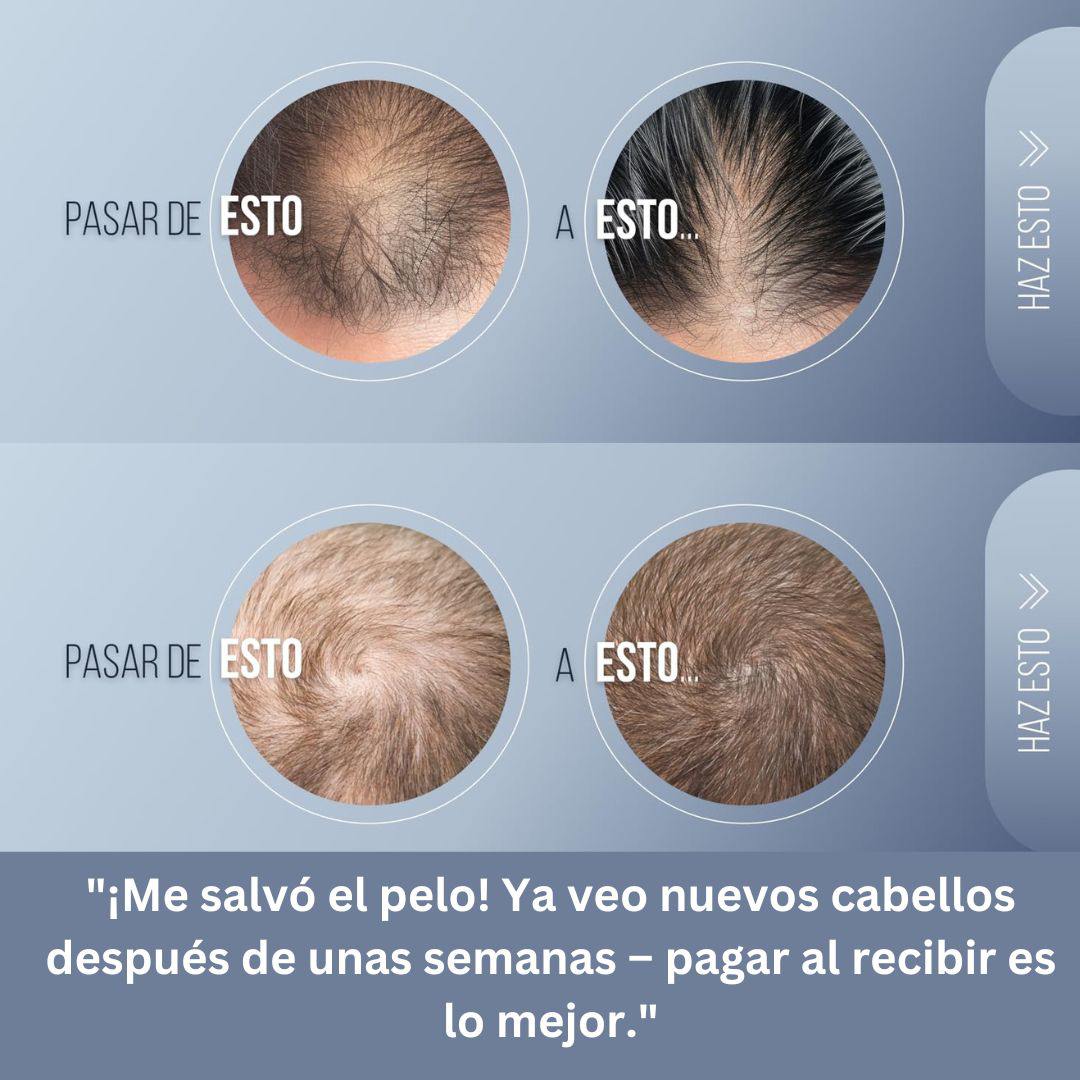 PASAR DE ESTO A ESTO...
HAZ ESTO
PASAR DE ESTO A ESTO...
HAZ ESTO
"¡Me salvó el pelo! Ya veo nuevos cabellos
después de unas semanas – pagar al recibir es
lo mejor."